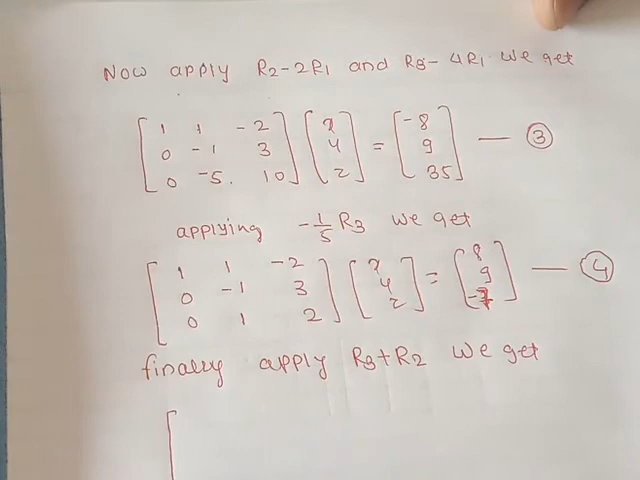 Now apply R2-2R1 and R3-4R1 we get
[ 1 1 -2 ] [ x ] = [ -8 ] — ③
[ 0 -1 3 ] [ y ] [ 9 ]
[ 0 -5. 10 ] [ z ] [ 35 ]
applying -1/5 R3 we get
[ 1 1 -2 ] [ x ] = [ 8 ] — ④
[ 0 -1 3 ] [ y ] [ 9 ]
[ 0 1 2 ] [ z ] [ -7 ]
finally apply R3+R2 we get
[